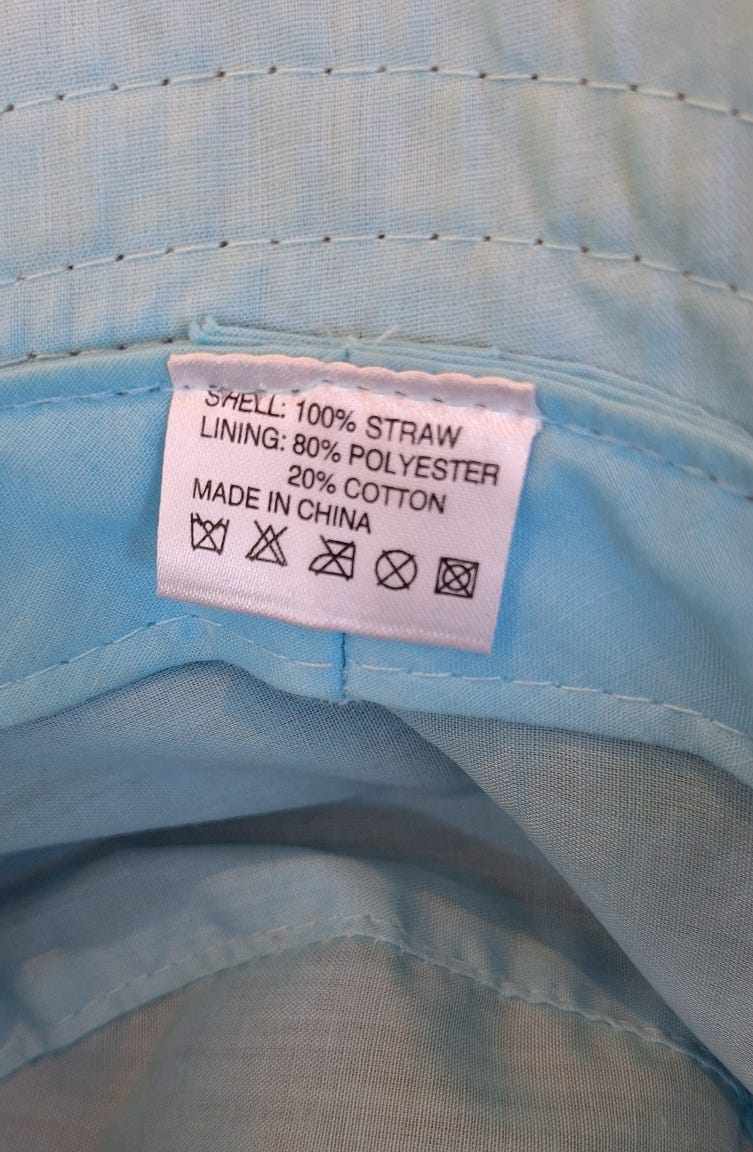 SHELL: 100% STRAW
LINING: 80% POLYESTER
20% COTTON
MADE IN CHINA